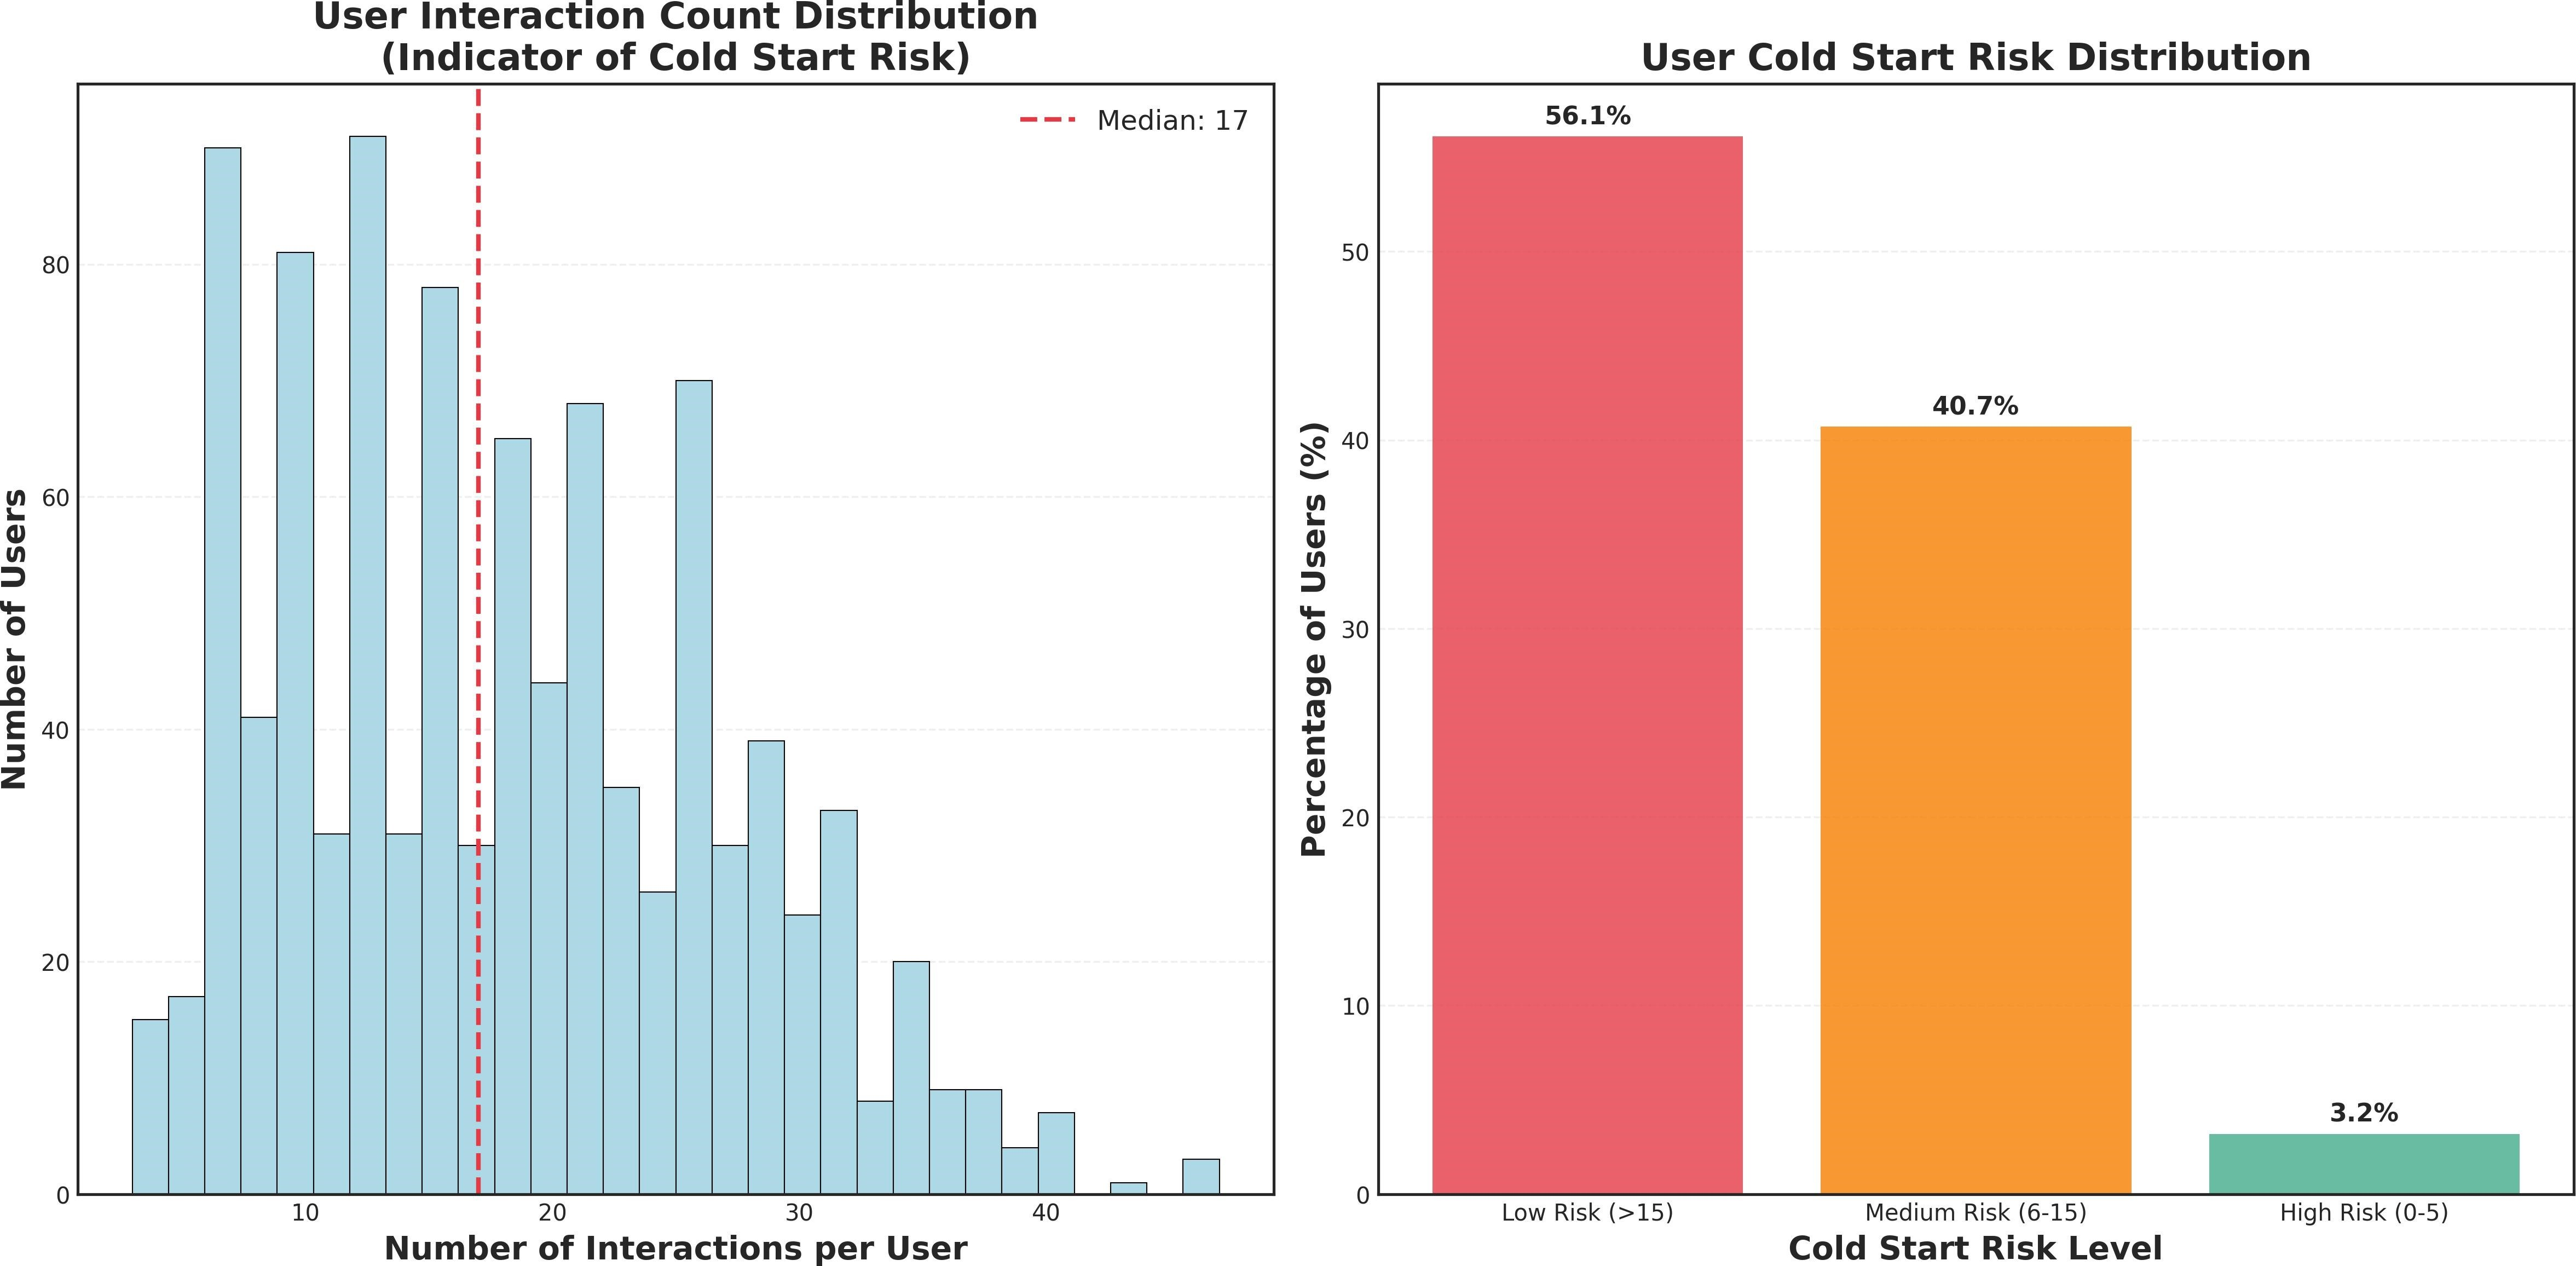 User Interaction Count Distribution
(Indicator of Cold Start Risk)
Median: 17
Number of Users
80
60
40
20
0
10
20
30
40
Number of Interactions per User
User Cold Start Risk Distribution
56.1%
40.7%
3.2%
Percentage of Users (%)
50
40
30
20
10
0
Low Risk (>15)
Medium Risk (6-15)
High Risk (0-5)
Cold Start Risk Level